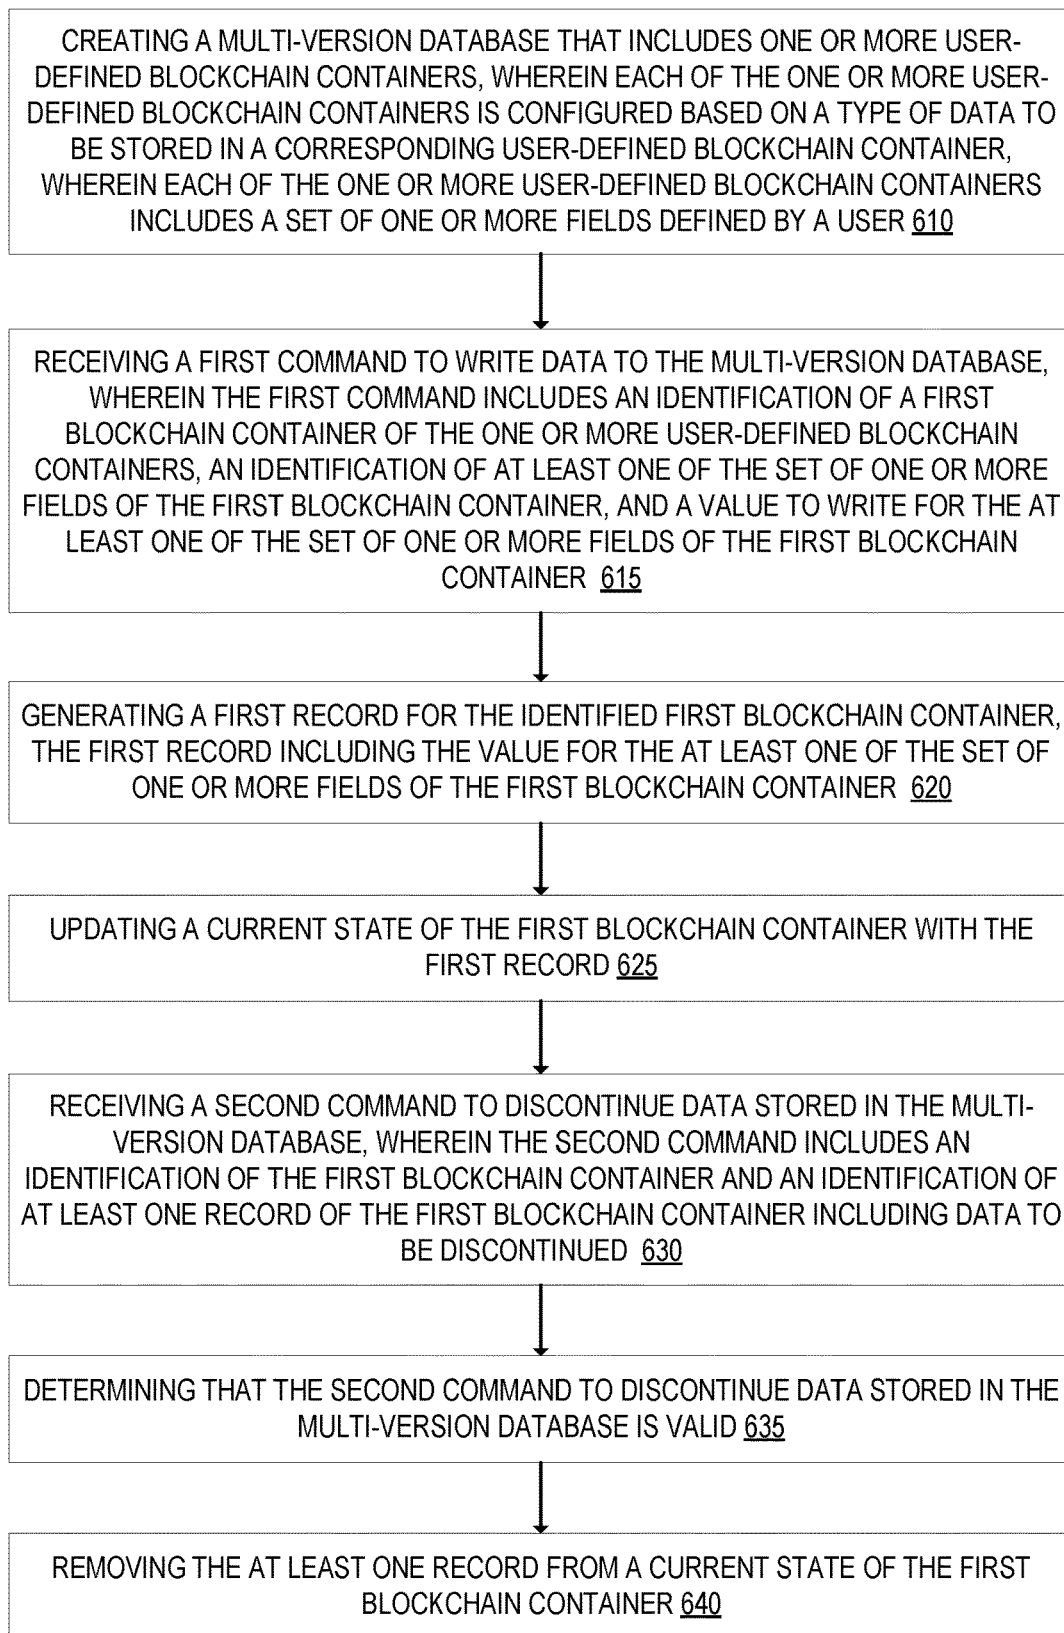 CREATING A MULTI-VERSION DATABASE THAT INCLUDES ONE OR MORE USER-
DEFINED BLOCKCHAIN CONTAINERS, WHEREIN EACH OF THE ONE OR MORE USER-
DEFINED BLOCKCHAIN CONTAINERS IS CONFIGURED BASED ON A TYPE OF DATA TO
BE STORED IN A CORRESPONDING USER-DEFINED BLOCKCHAIN CONTAINER,
WHEREIN EACH OF THE ONE OR MORE USER-DEFINED BLOCKCHAIN CONTAINERS
INCLUDES A SET OF ONE OR MORE FIELDS DEFINED BY A USER 610
RECEIVING A FIRST COMMAND TO WRITE DATA TO THE MULTI-VERSION DATABASE,
WHEREIN THE FIRST COMMAND INCLUDES AN IDENTIFICATION OF A FIRST
BLOCKCHAIN CONTAINER OF THE ONE OR MORE USER-DEFINED BLOCKCHAIN
CONTAINERS, AN IDENTIFICATION OF AT LEAST ONE OF THE SET OF ONE OR MORE
FIELDS OF THE FIRST BLOCKCHAIN CONTAINER, AND A VALUE TO WRITE FOR THE AT
LEAST ONE OF THE SET OF ONE OR MORE FIELDS OF THE FIRST BLOCKCHAIN
CONTAINER 615
GENERATING A FIRST RECORD FOR THE IDENTIFIED FIRST BLOCKCHAIN CONTAINER,
THE FIRST RECORD INCLUDING THE VALUE FOR THE AT LEAST ONE OF THE SET OF
ONE OR MORE FIELDS OF THE FIRST BLOCKCHAIN CONTAINER 620
UPDATING A CURRENT STATE OF THE FIRST BLOCKCHAIN CONTAINER WITH THE
FIRST RECORD 625
RECEIVING A SECOND COMMAND TO DISCONTINUE DATA STORED IN THE MULTI-
VERSION DATABASE, WHEREIN THE SECOND COMMAND INCLUDES AN
IDENTIFICATION OF THE FIRST BLOCKCHAIN CONTAINER AND AN IDENTIFICATION OF
AT LEAST ONE RECORD OF THE FIRST BLOCKCHAIN CONTAINER INCLUDING DATA TO
BE DISCONTINUED 630
DETERMINING THAT THE SECOND COMMAND TO DISCONTINUE DATA STORED IN THE
MULTI-VERSION DATABASE IS VALID 635
REMOVING THE AT LEAST ONE RECORD FROM A CURRENT STATE OF THE FIRST
BLOCKCHAIN CONTAINER 640